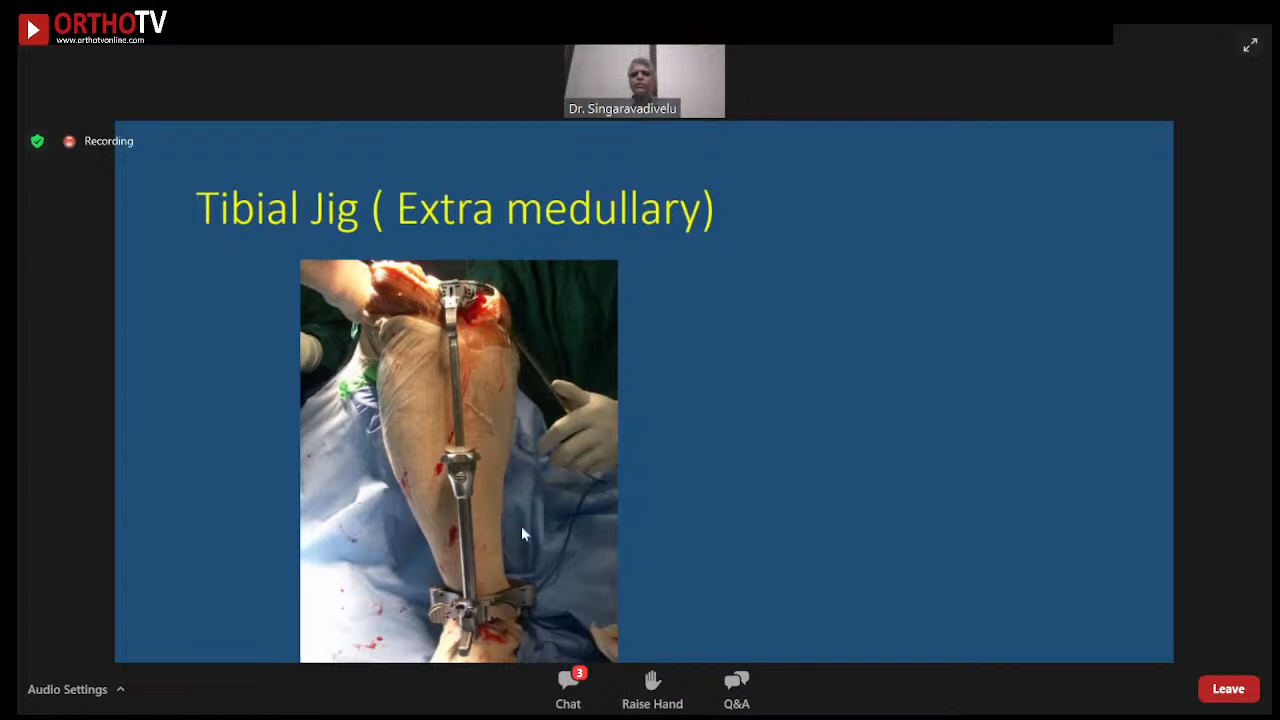 ORTHOTV
www.orthotvonline.com
Dr. Singaravadivelu
Recording
Tibial Jig ( Extra medullary)
3
Audio Settings
Chat
Raise Hand
Q&A
Leave